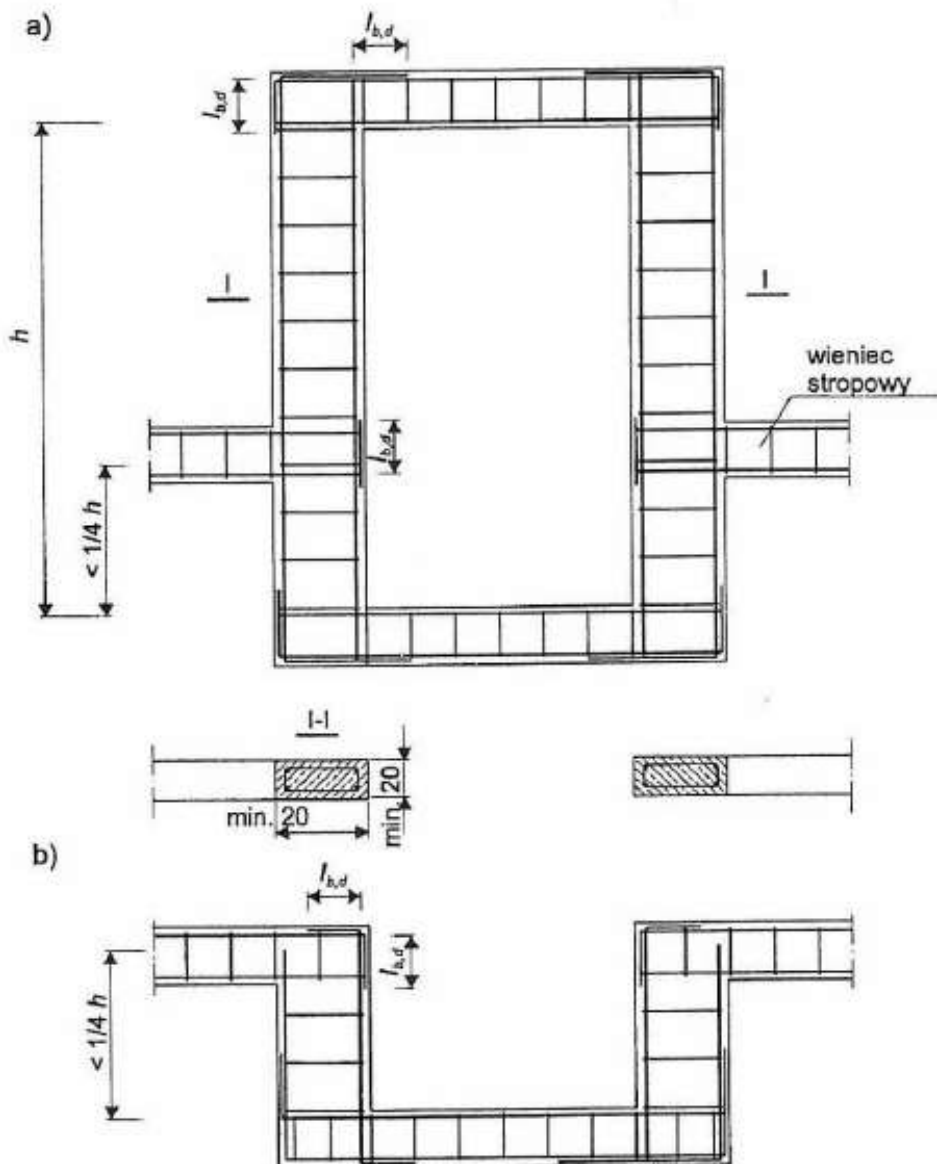 a)
l_b,d
l_b,d
h
I
I
wieniec
stropowy
l_b,d
< 1/4 h
I-I
min. 20
min. 20
b)
l_b,d
l_b,d
< 1/4 h